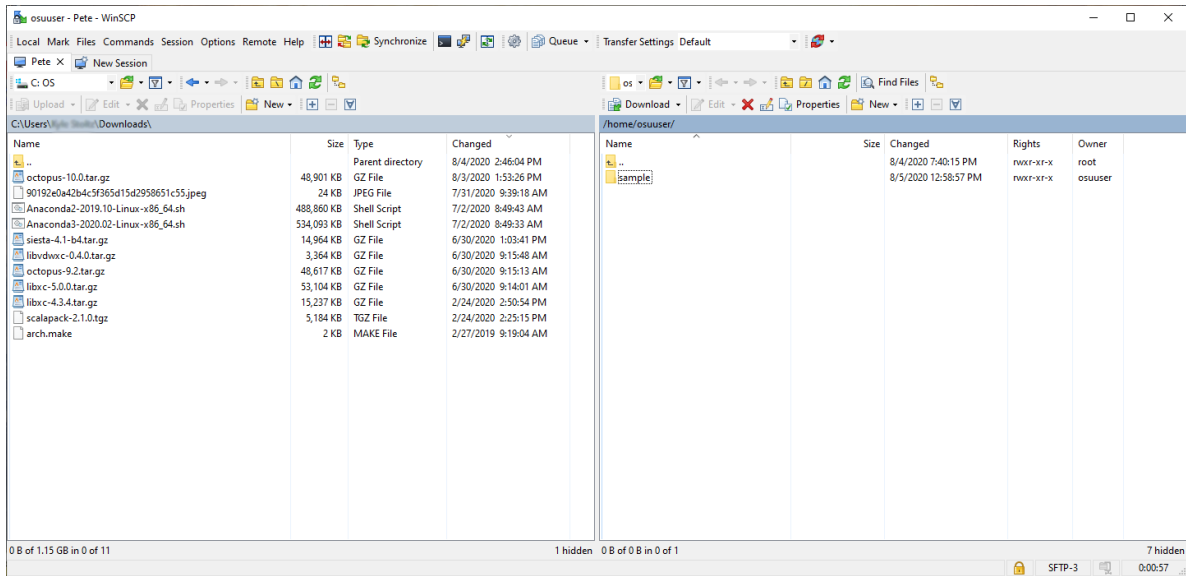 osuuser - Pete - WinSCP
Local Mark Files Commands Session Options Remote Help Synchronize Queue Transfer Settings Default
Pete New Session
C: OS os Find Files
Upload Edit Properties New Download Edit Properties New
C:\Users\ \Downloads\ /home/osuuser/
Name Size Type Changed Name Size Changed Rights Owner
.. Parent directory 8/4/2020 2:46:04 PM .. 8/4/2020 7:40:15 PM rwxr-xr-x root
octopus-10.0.tar.gz 48,901 KB GZ File 8/3/2020 1:53:26 PM sample 8/5/2020 12:58:57 PM rwxr-xr-x osuuser
90192e0a42b4c5f365d15d2958651c55.jpeg 24 KB JPEG File 7/31/2020 9:39:18 AM
Anaconda2-2019.10-Linux-x86_64.sh 488,860 KB Shell Script 7/2/2020 8:49:43 AM
Anaconda3-2020.02-Linux-x86_64.sh 534,093 KB Shell Script 7/2/2020 8:49:33 AM
siesta-4.1-b4.tar.gz 14,964 KB GZ File 6/30/2020 1:03:41 PM
libvdwxc-0.4.0.tar.gz 3,364 KB GZ File 6/30/2020 9:15:48 AM
octopus-9.2.tar.gz 48,617 KB GZ File 6/30/2020 9:15:13 AM
libxc-5.0.0.tar.gz 53,104 KB GZ File 6/30/2020 9:14:01 AM
libxc-4.3.4.tar.gz 15,237 KB GZ File 2/24/2020 2:50:54 PM
scalapack-2.1.0.tgz 5,184 KB TGZ File 2/24/2020 2:25:15 PM
arch.make 2 KB MAKE File 2/27/2019 9:19:04 AM
0 B of 1.15 GB in 0 of 11 1 hidden 0 B of 0 B in 0 of 1 7 hidden
SFTP-3 0:00:57